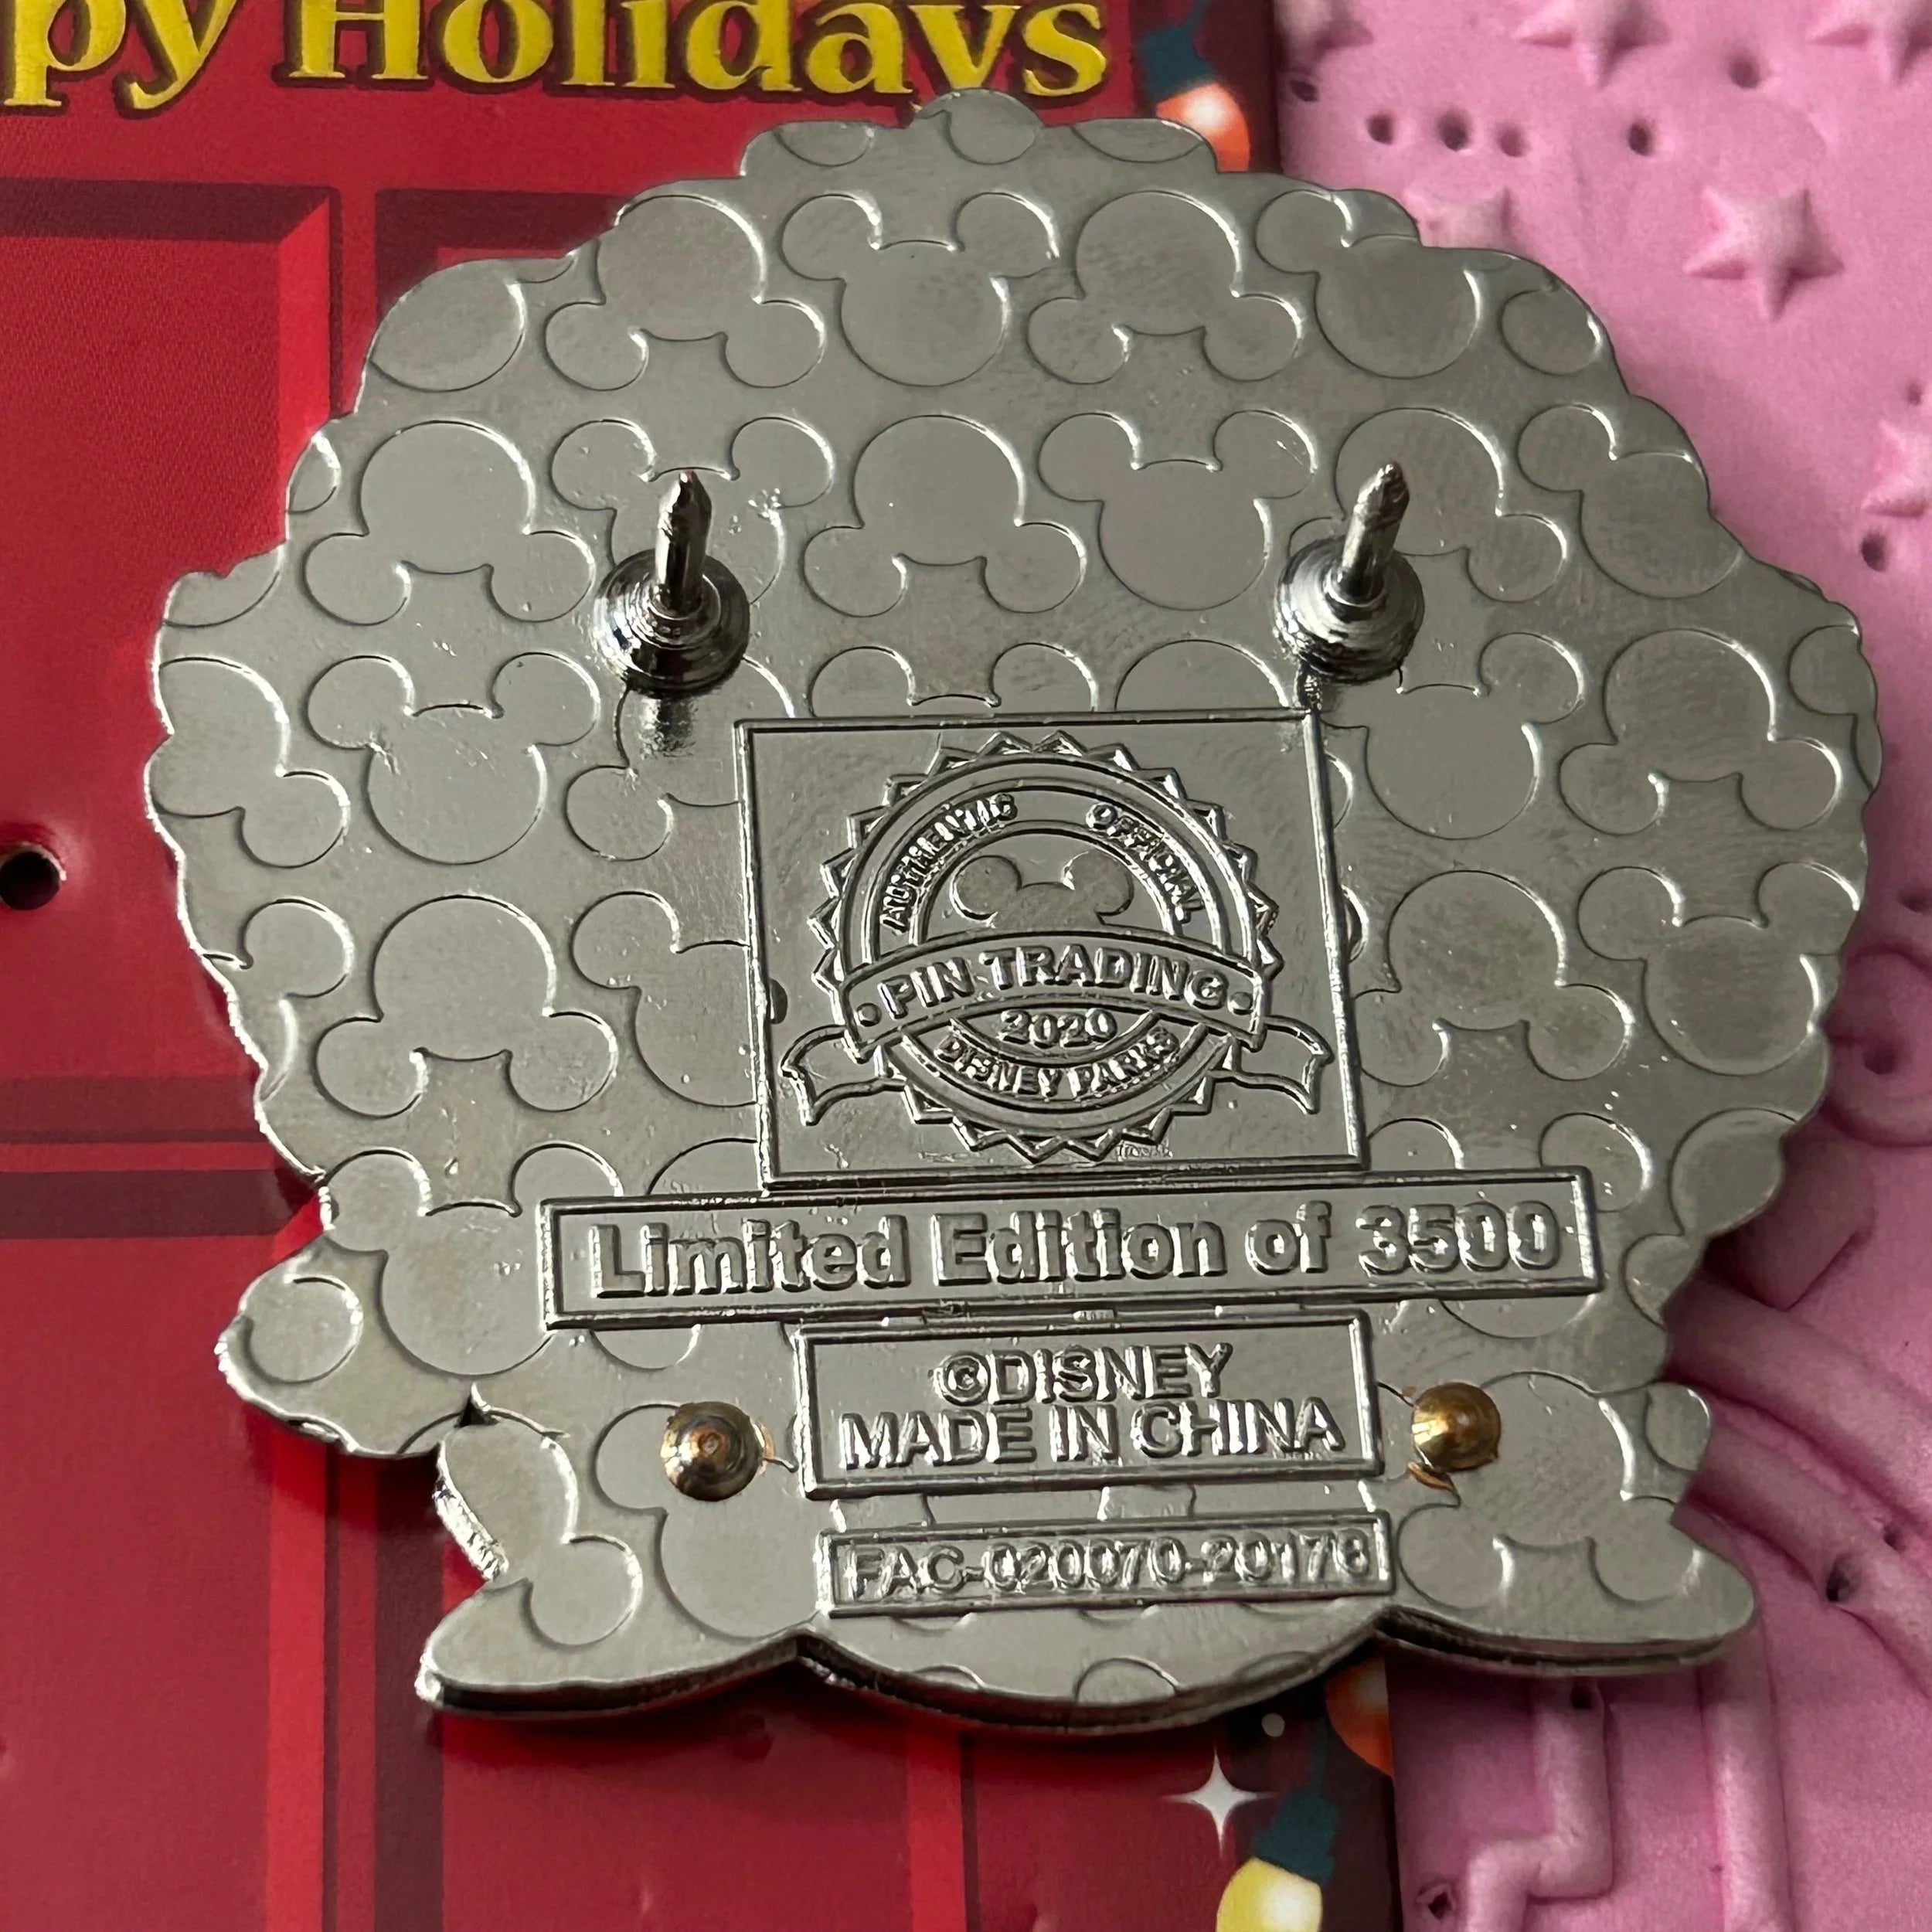 py Holidays
AUTHENTIC OFFICIAL
PIN TRADING
2020
DISNEY PARKS
Limited Edition of 3500
©DISNEY
MADE IN CHINA
FAC-020070-20178